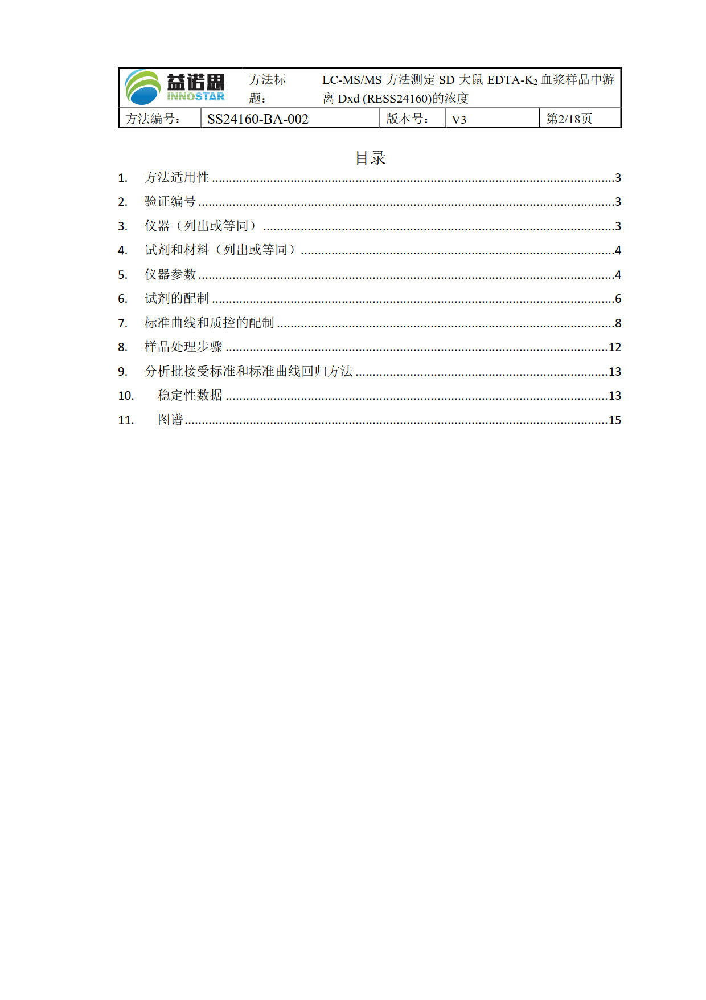 益诺思
INNOSTAR
方法标
题：
LC-MS/MS 方法测定 SD 大鼠 EDTA-K2 血浆样品中游
离 Dxd (RESS24160)的浓度
方法编号： SS24160-BA-002 版本号： V3 第2/18页
目录
1. 方法适用性 ........................................ 3
2. 验证编号 ........................................ 3
3. 仪器（列出或等同） ........................................ 3
4. 试剂和材料（列出或等同） ........................................ 4
5. 仪器参数 ........................................ 4
6. 试剂的配制 ........................................ 6
7. 标准曲线和质控的配制 ........................................ 8
8. 样品处理步骤 ........................................ 12
9. 分析批接受标准和标准曲线回归方法 ........................................ 13
10. 稳定性数据 ........................................ 13
11. 图谱 ........................................ 15